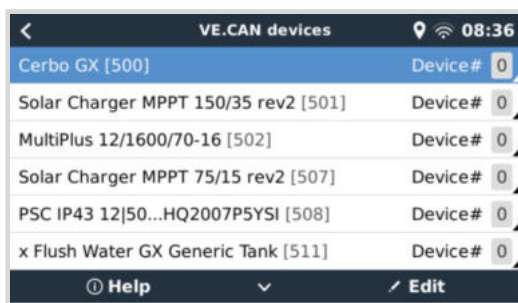 VE.CAN devices 08:36
Cerbo GX [500] Device# 0
Solar Charger MPPT 150/35 rev2 [501] Device# 0
MultiPlus 12/1600/70-16 [502] Device# 0
Solar Charger MPPT 75/15 rev2 [507] Device# 0
PSC IP43 12|50...HQ2007P5YSI [508] Device# 0
x Flush Water GX Generic Tank [511] Device# 0
Help Edit